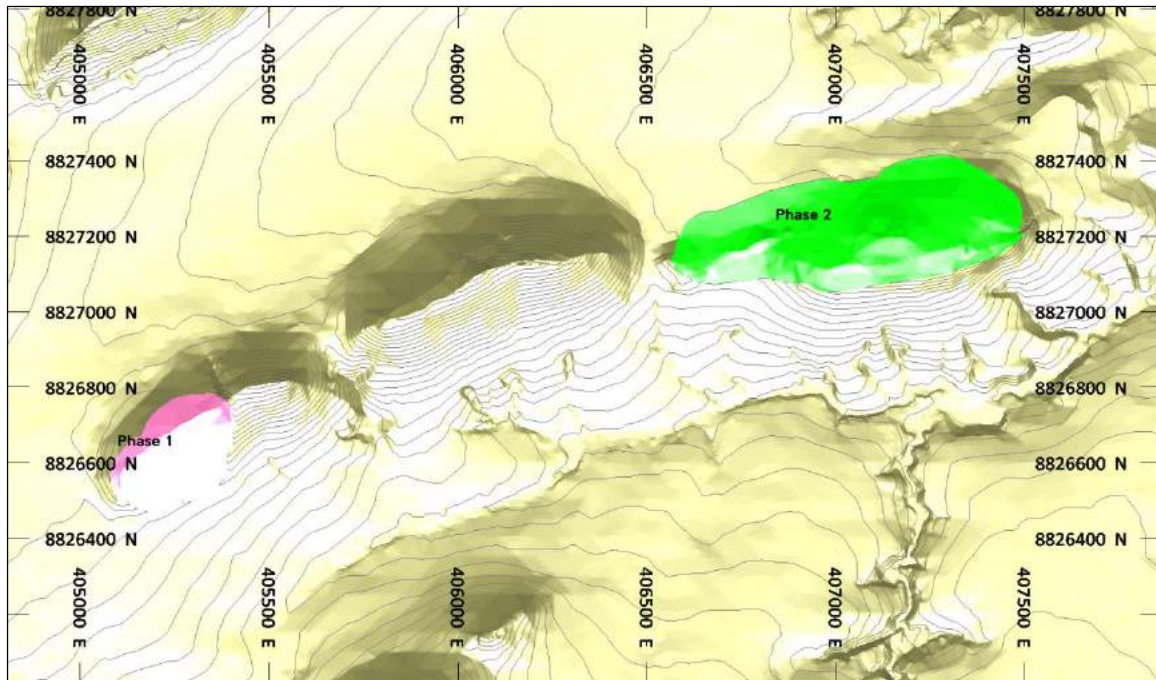 8827800 N
8827800 N
405000 E
405500 E
406000 E
406500 E
407000 E
407500 E
8827400 N
8827400 N
Phase 2
8827200 N
8827200 N
8827000 N
8827000 N
8826800 N
8826800 N
Phase 1
8826600 N
8826600 N
8826400 N
8826400 N
405000 E
405500 E
406000 E
406500 E
407000 E
407500 E